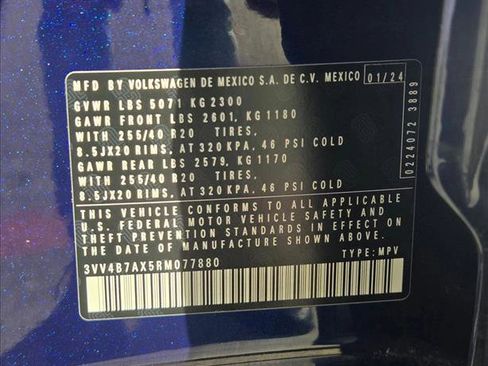 MFD BY VOLKSWAGEN DE MEXICO S.A. DE C.V. MEXICO 01/24
GVWR LBS 5071 KG 2300
GAWR FRONT LBS 2601, KG 1180
WITH 255/40 R20 TIRES,
8.5JX20 RIMS, AT 320 KPA, 46 PSI COLD
GAWR REAR LBS 2579, KG 1170
WITH 255/40 R20 TIRES,
8.5JX20 RIMS, AT 320 KPA, 46 PSI COLD
THIS VEHICLE CONFORMS TO ALL APPLICABLE
U.S. FEDERAL MOTOR VEHICLE SAFETY AND
THEFT PREVENTION STANDARDS IN EFFECT ON
THE DATE OF MANUFACTURE SHOWN ABOVE.
3VV4B7AX5RM077880 TYPE: MPV
0224072 3889